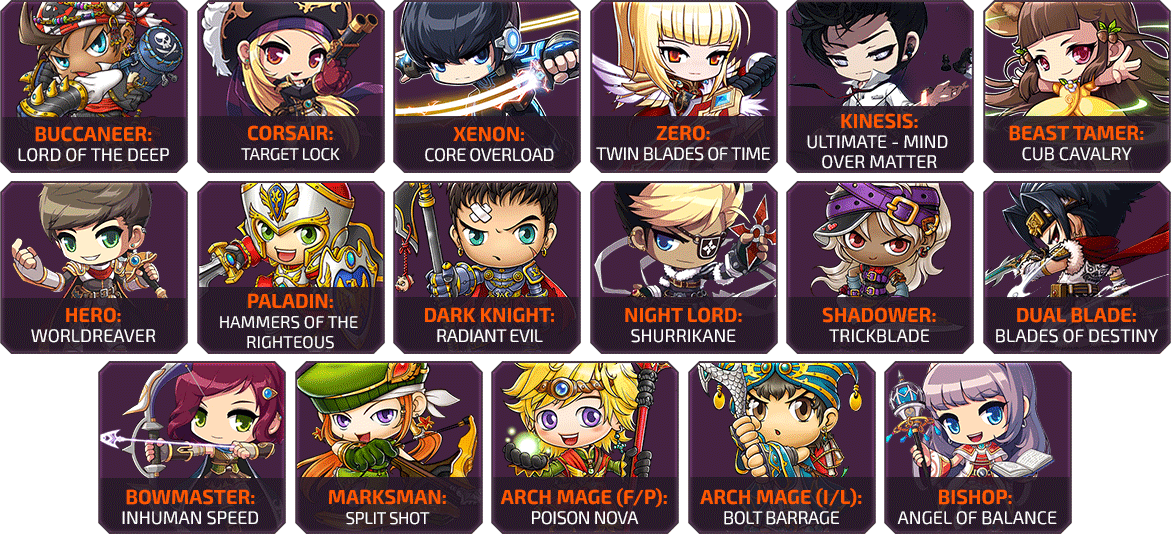 BUCCANEER:
LORD OF THE DEEP
CORSAIR:
TARGET LOCK
XENON:
CORE OVERLOAD
ZERO:
TWIN BLADES OF TIME
KINESIS:
ULTIMATE - MIND
OVER MATTER
BEAST TAMER:
CUB CAVALRY
HERO:
WORLDREAVER
PALADIN:
HAMMERS OF THE
RIGHTEOUS
DARK KNIGHT:
RADIANT EVIL
NIGHT LORD:
SHURRIKANE
SHADOWER:
TRICKBLADE
DUAL BLADE:
BLADES OF DESTINY
BOWMASTER:
INHUMAN SPEED
MARKSMAN:
SPLIT SHOT
ARCH MAGE (F/P):
POISON NOVA
ARCH MAGE (I/L):
BOLT BARRAGE
BISHOP:
ANGEL OF BALANCE